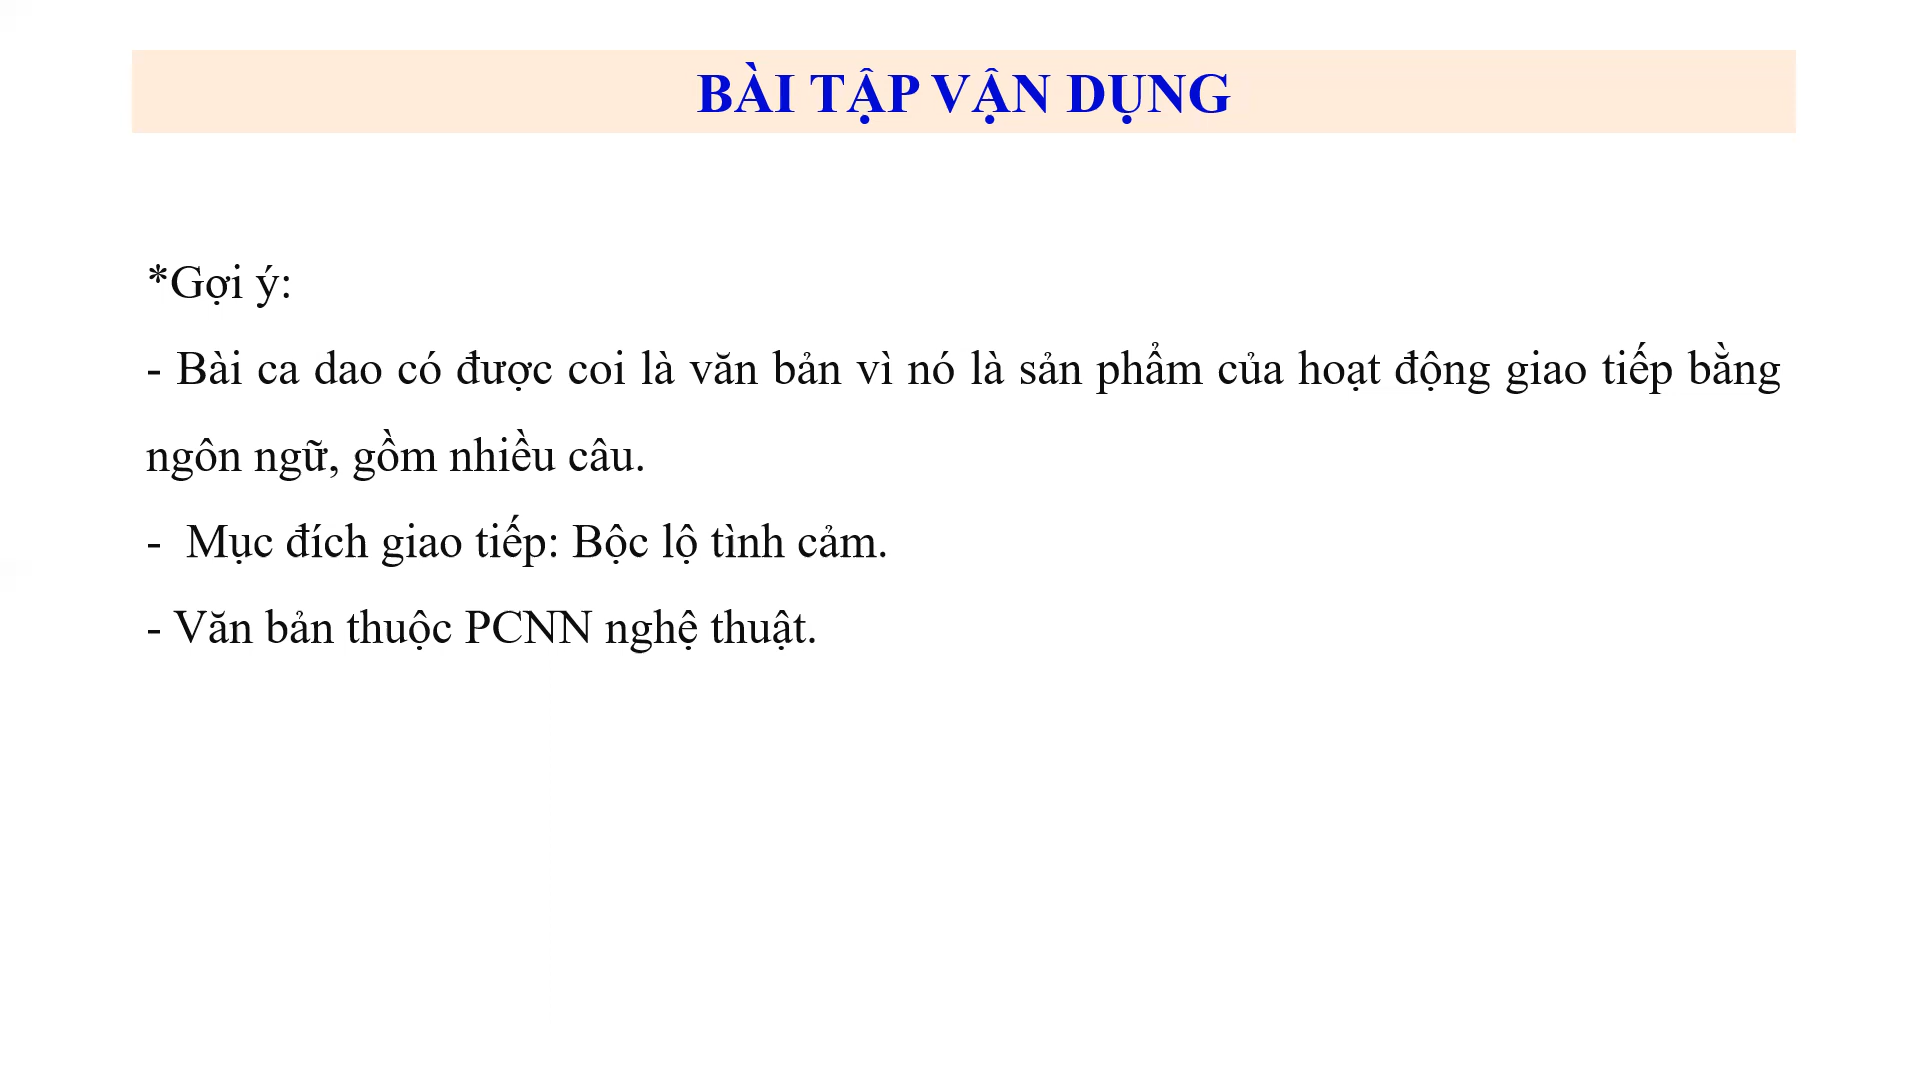 BÀI TẬP VẬN DỤNG
*Gợi ý:
- Bài ca dao có được coi là văn bản vì nó là sản phẩm của hoạt động giao tiếp bằng
ngôn ngữ, gồm nhiều câu.
- Mục đích giao tiếp: Bộc lộ tình cảm.
- Văn bản thuộc PCNN nghệ thuật.